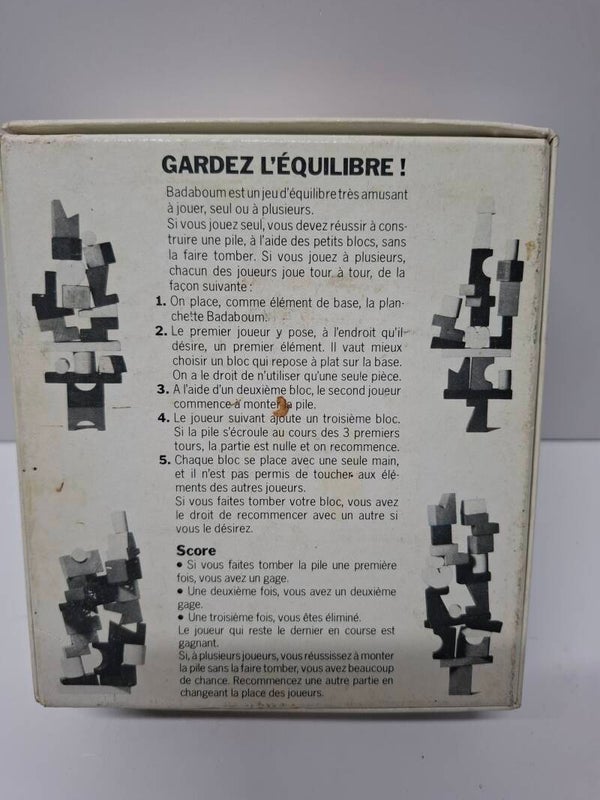 GARDEZ L'ÉQUILIBRE !
Badaboum est un jeu d'équilibre très amusant
à jouer, seul ou à plusieurs.
Si vous jouez seul, vous devez réussir à cons-
truire une pile, à l'aide des petits blocs, sans
la faire tomber. Si vous jouez à plusieurs,
chacun des joueurs joue tour à tour, de la
façon suivante :
1. On place, comme élément de base, la plan-
chette Badaboum.
2. Le premier joueur y pose, à l'endroit qu'il
désire, un premier élément. Il vaut mieux
choisir un bloc qui repose à plat sur la base.
On a le droit de n'utiliser qu'une seule pièce.
3. A l'aide d'un deuxième bloc, le second joueur
commence à monter la pile.
4. Le joueur suivant ajoute un troisième bloc.
Si la pile s'écroule au cours des 3 premiers
tours, la partie est nulle et on recommence.
5. Chaque bloc se place avec une seule main,
et il n'est pas permis de toucher aux élé-
ments des autres joueurs.
Si vous faites tomber votre bloc, vous avez
le droit de recommencer avec un autre si
vous le désirez.
Score
• Si vous faites tomber la pile une première
fois, vous avez un gage.
• Une deuxième fois, vous avez un deuxième
gage.
• Une troisième fois, vous êtes éliminé.
Le joueur qui reste le dernier en course est
gagnant.
Si, à plusieurs joueurs, vous réussissez à monter
la pile sans la faire tomber, vous avez beaucoup
de chance. Recommencez une autre partie en
changeant la place des joueurs.